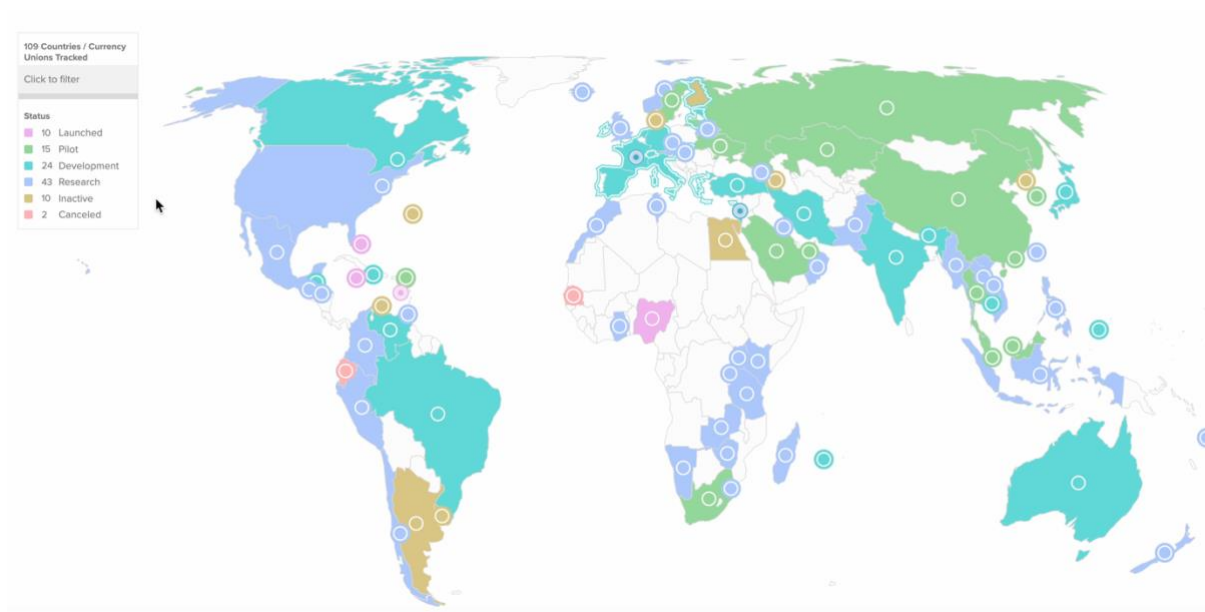 109 Countries / Currency
Unions Tracked
Click to filter
Status
10 Launched
15 Pilot
24 Development
43 Research
10 Inactive
2 Canceled